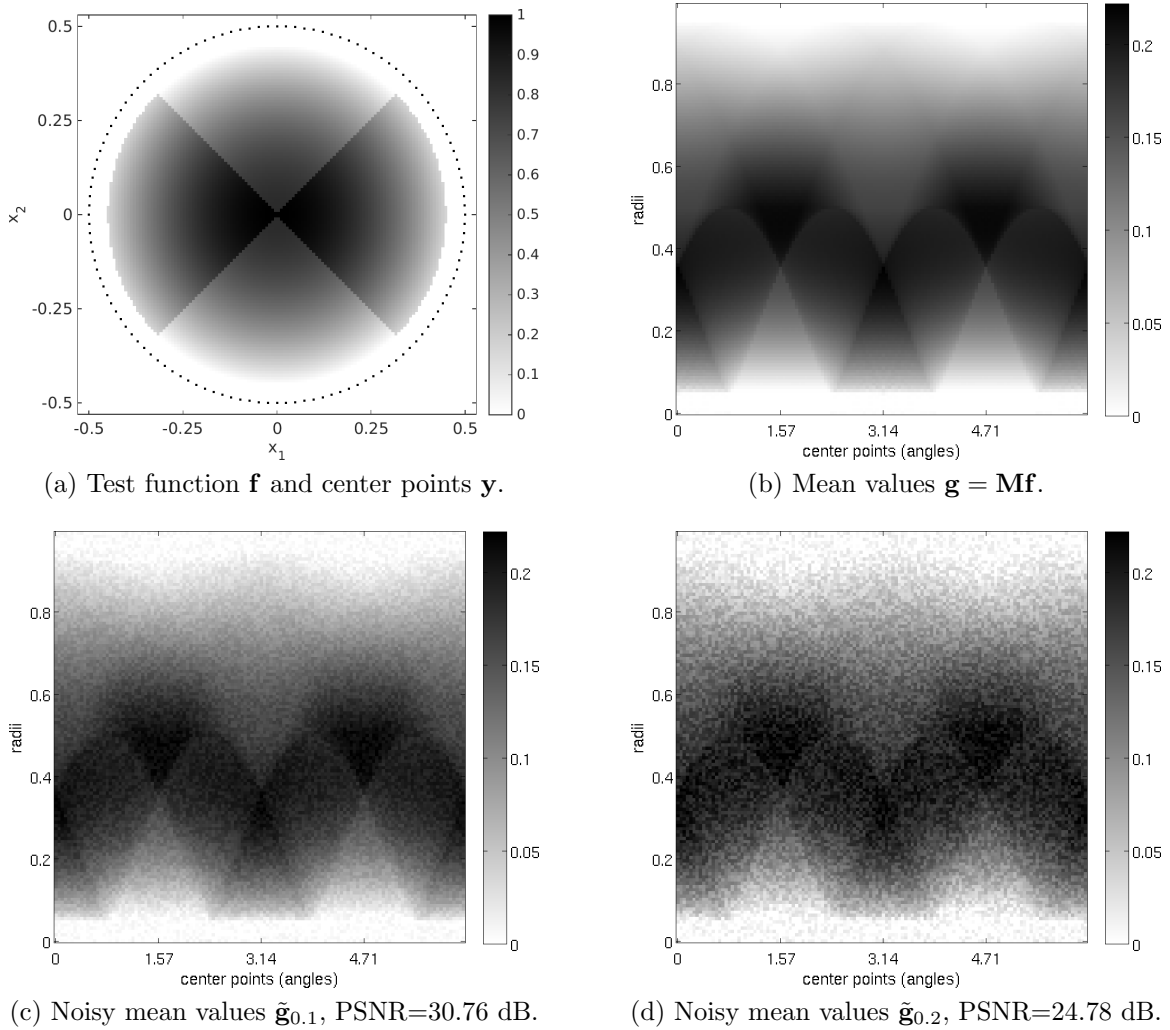 0.5
0.25
0
-0.25
-0.5
x2
-0.5 -0.25 0 0.25 0.5
x1
1
0.9
0.8
0.7
0.6
0.5
0.4
0.3
0.2
0.1
0
(a) Test function f and center points y.
0.8
0.6
0.4
0.2
0
radii
0 1.57 3.14 4.71
center points (angles)
0.2
0.15
0.1
0.05
0
(b) Mean values g = Mf.
0.8
0.6
0.4
0.2
0
radii
0 1.57 3.14 4.71
center points (angles)
0.2
0.15
0.1
0.05
0
(c) Noisy mean values g̃0.1, PSNR=30.76 dB.
0.8
0.6
0.4
0.2
0
radii
0 1.57 3.14 4.71
center points (angles)
0.2
0.15
0.1
0.05
0
(d) Noisy mean values g̃0.2, PSNR=24.78 dB.